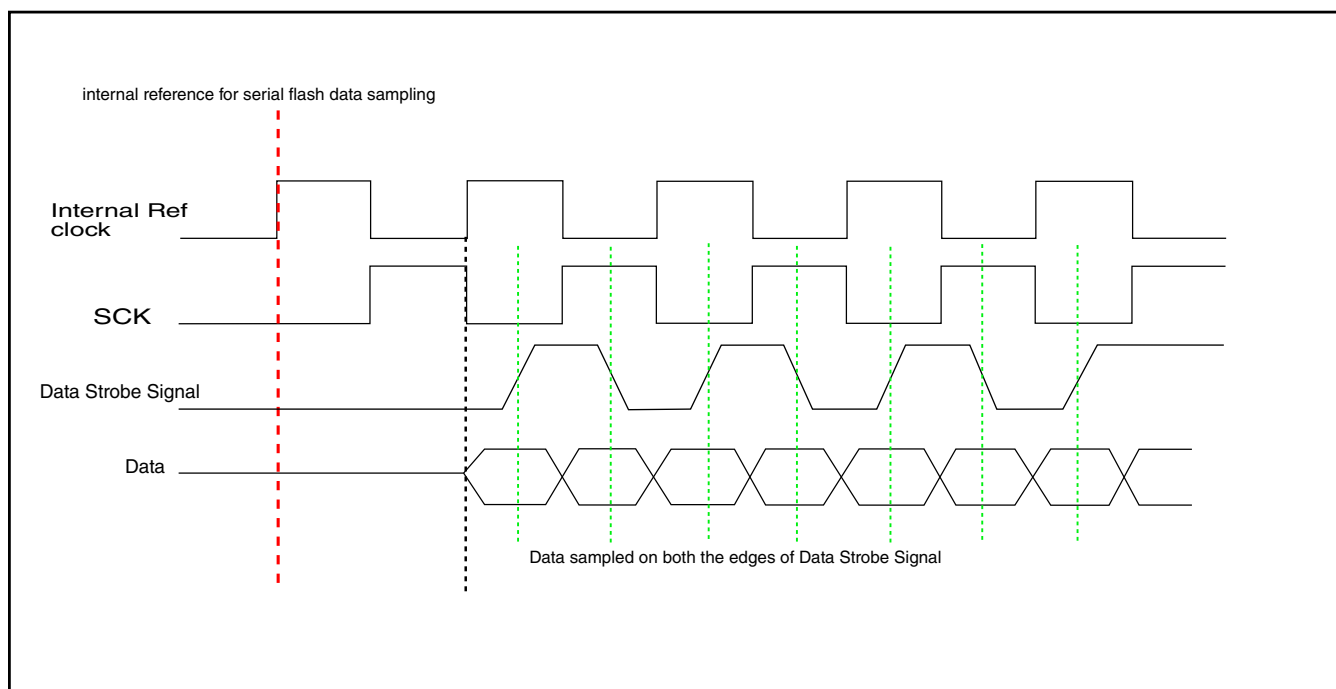 internal reference for serial flash data sampling
Internal Ref
clock
SCK
Data Strobe Signal
Data
Data sampled on both the edges of Data Strobe Signal